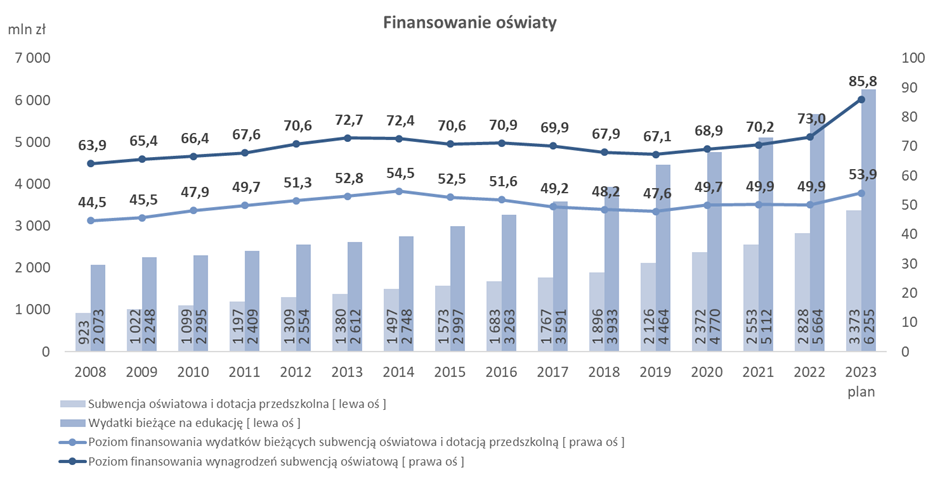 Finansowanie oświaty
mln zł
7 000
6 000
5 000
4 000
3 000
2 000
1 000
0
100
90
80
70
60
50
40
30
20
10
0
63,9 65,4 66,4 67,6 70,6 72,7 72,4 70,6 70,9 69,9 67,9 67,1 68,9 70,2 73,0 85,8
44,5 45,5 47,9 49,7 51,3 52,8 54,5 52,5 51,6 49,2 48,2 47,6 49,7 49,9 49,9 53,9
923 2 073 1 022 2 248 1 099 2 295 1 197 2 409 1 309 2 554 1 380 2 612 1 497 2 748 1 573 2 997 1 683 3 263 1 767 3 591 1 896 3 933 2 126 4 464 2 372 4 770 2 553 5 112 2 828 5 664 3 373 6 255
2008 2009 2010 2011 2012 2013 2014 2015 2016 2017 2018 2019 2020 2021 2022 2023
plan
Subwencja oświatowa i dotacja przedszkolna [ lewa oś ]
Wydatki bieżące na edukację [ lewa oś ]
Poziom finansowania wydatków bieżących subwencją oświatowa i dotacją przedszkolną [ prawa oś ]
Poziom finansowania wynagrodzeń subwencją oświatową [ prawa oś ]